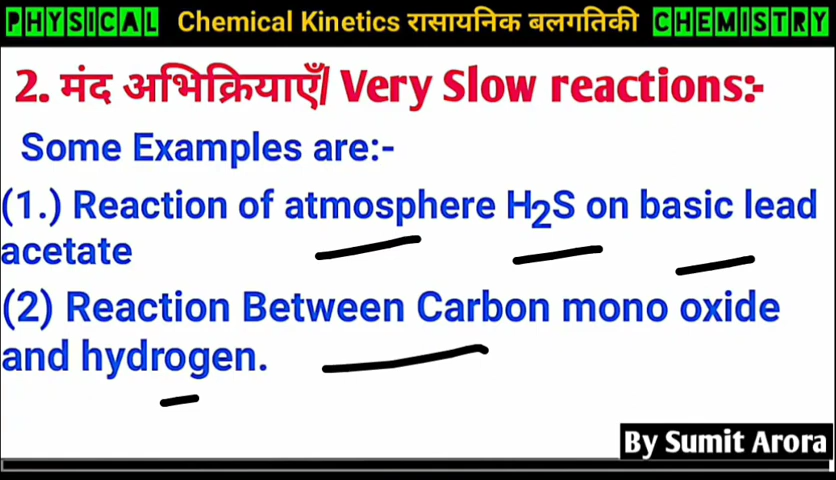 PHYSICAL Chemical Kinetics रासायनिक बलगतिकी CHEMISTRY
2. मंद अभिक्रियाएँ/ Very Slow reactions:-
Some Examples are:-
(1.) Reaction of atmosphere H₂S on basic lead
acetate
(2) Reaction Between Carbon mono oxide
and hydrogen.
By Sumit Arora